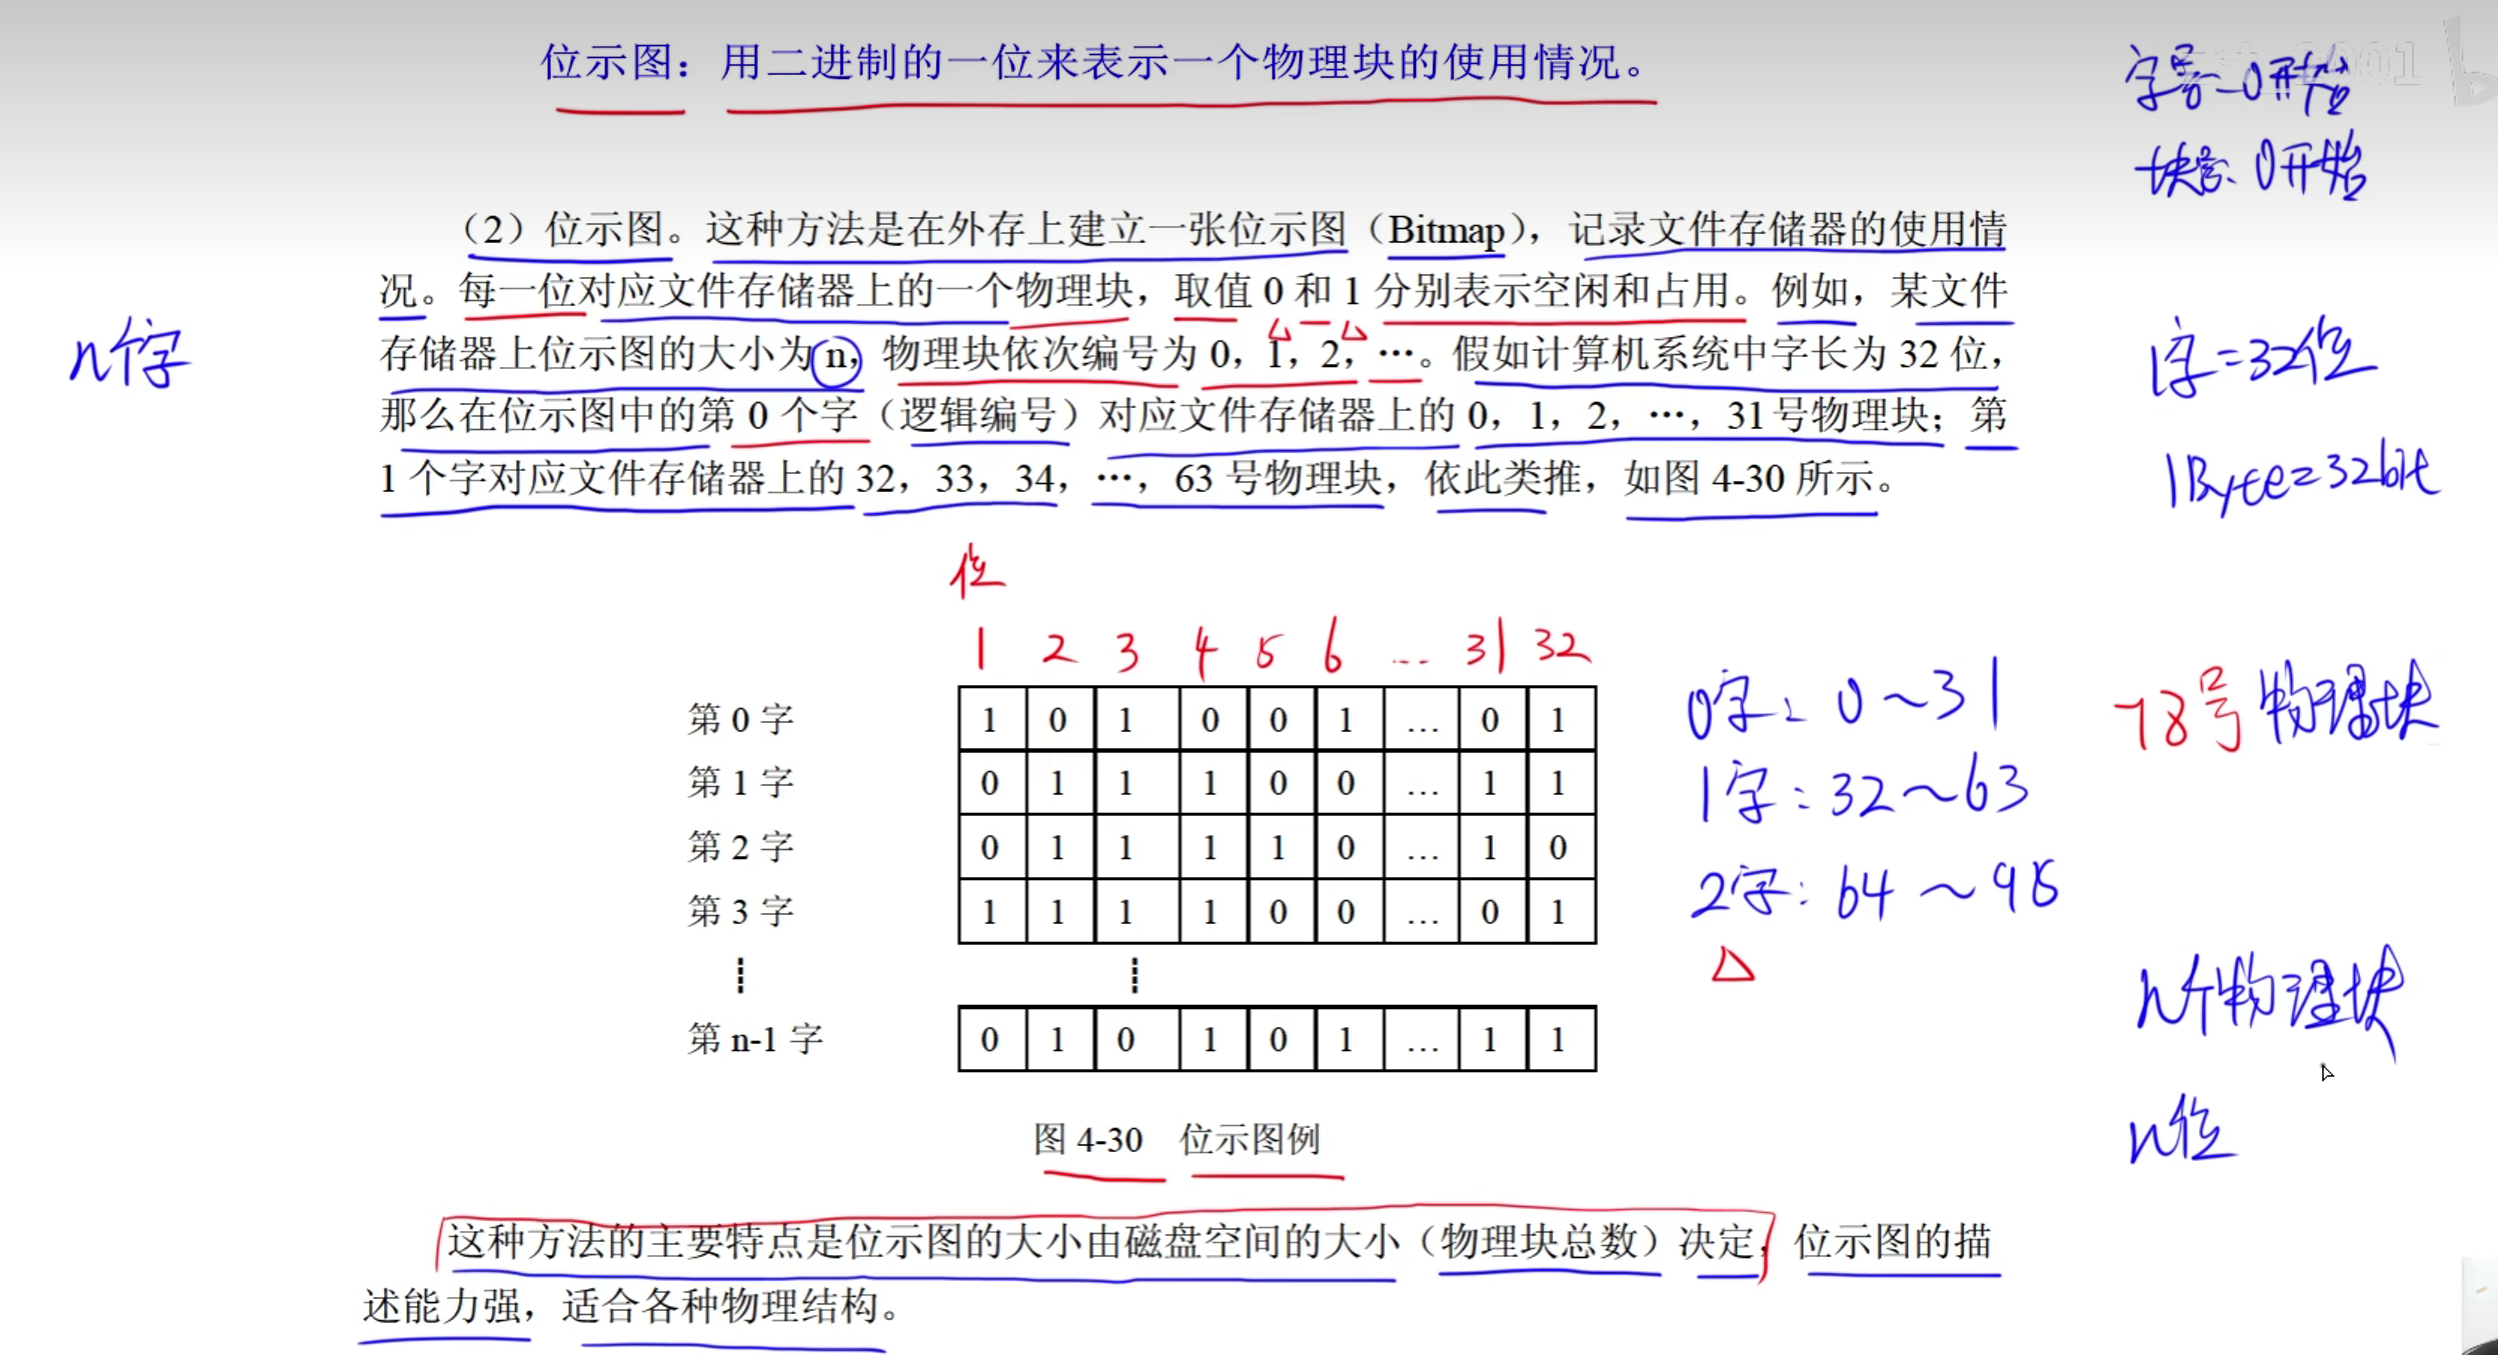 位示图：用二进制的一位来表示一个物理块的使用情况。
字号：0开始
块号：0开始
（2）位示图。这种方法是在外存上建立一张位示图（Bitmap），记录文件存储器的使用情
况。每一位对应文件存储器上的一个物理块，取值 0 和 1 分别表示空闲和占用。例如，某文件
存储器上位示图的大小为 n，物理块依次编号为 0，1，2，…。假如计算机系统中字长为 32 位，
那么在位示图中的第 0 个字（逻辑编号）对应文件存储器上的 0，1，2，…，31号物理块；第
1 个字对应文件存储器上的 32，33，34，…，63 号物理块，依此类推，如图 4-30 所示。
n个字
1字=32位
1Byte=32bit
位
1 2 3 4 5 6 … 31 32
第 0 字 1 0 1 0 0 1 … 0 1
第 1 字 0 1 1 1 0 0 … 1 1
第 2 字 0 1 1 1 1 0 … 1 0
第 3 字 1 1 1 1 0 0 … 0 1
第 n-1 字 0 1 0 1 0 1 … 1 1
0字：0～31
1字：32～63
2字：64～95
78号物理块
n个物理块
n位
图 4-30 位示图例
这种方法的主要特点是位示图的大小由磁盘空间的大小（物理块总数）决定，位示图的描
述能力强，适合各种物理结构。